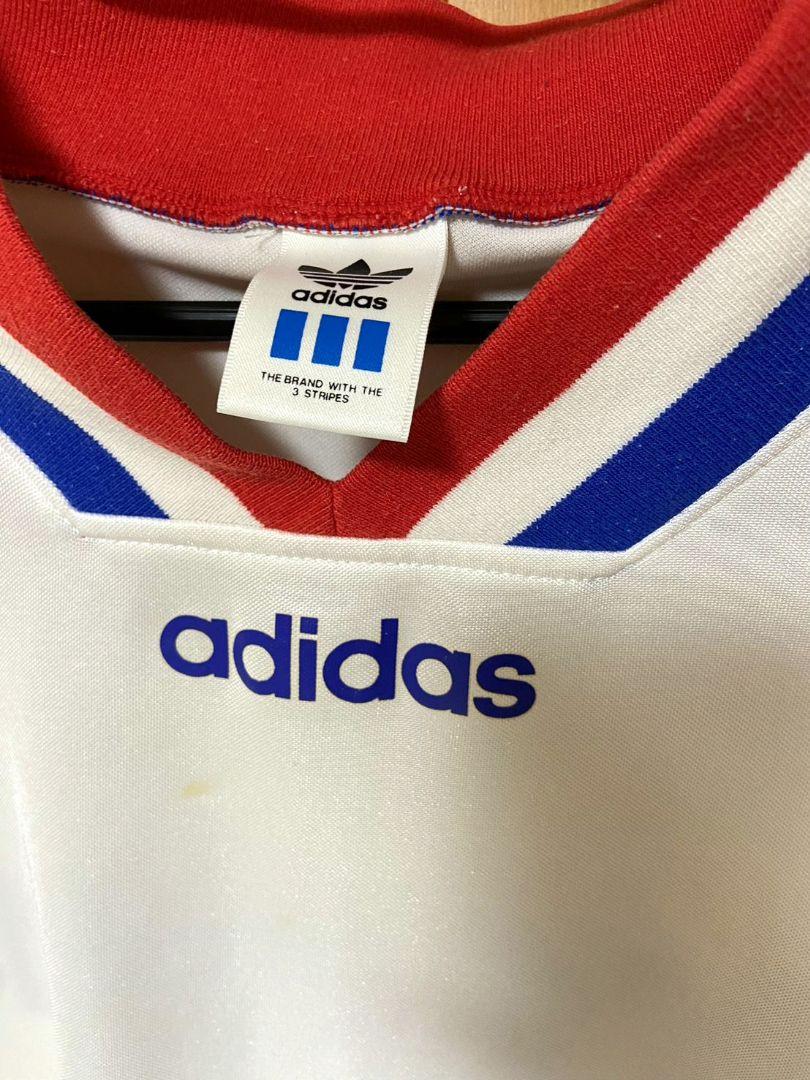 adidas
THE BRAND WITH THE
3 STRIPES
adidas